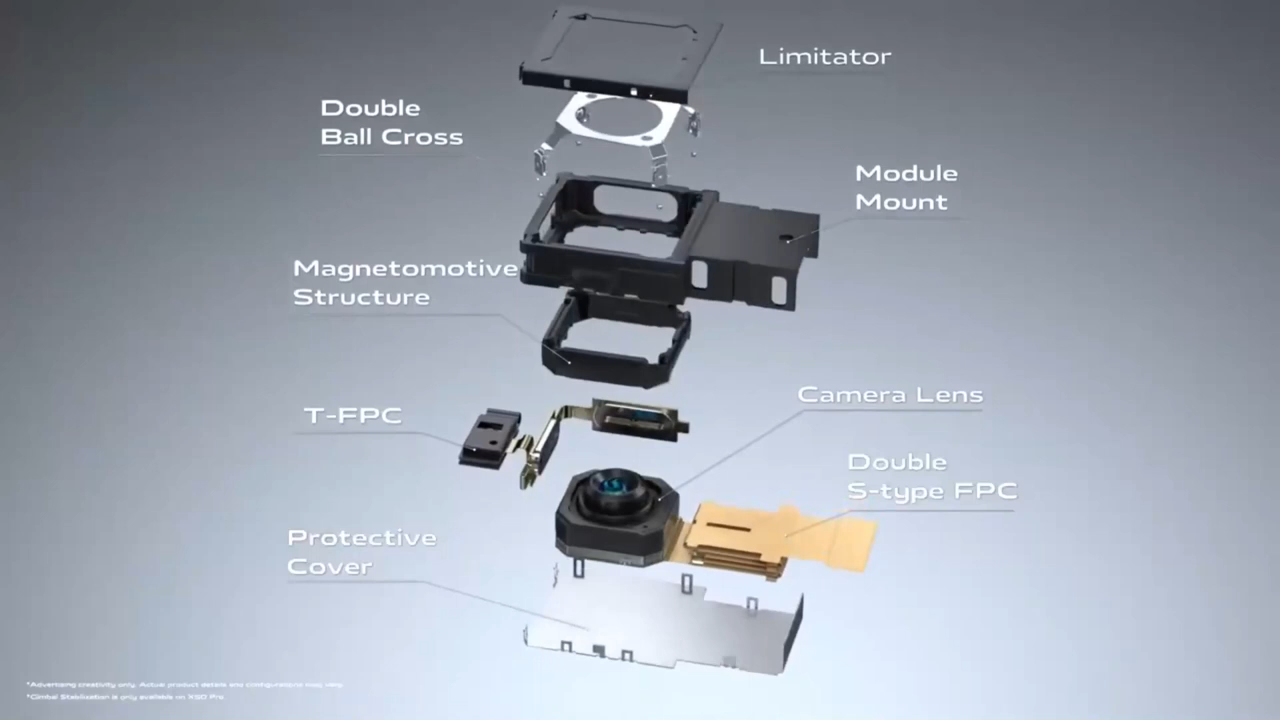 Limitator
Double
Ball Cross
Module
Mount
Magnetomotive
Structure
Camera Lens
T-FPC
Double
S-type FPC
Protective
Cover
*Advertising creativity only. Actual product details and configurations may vary.
*Gimbal Stabilisation is only available on X50 Pro.